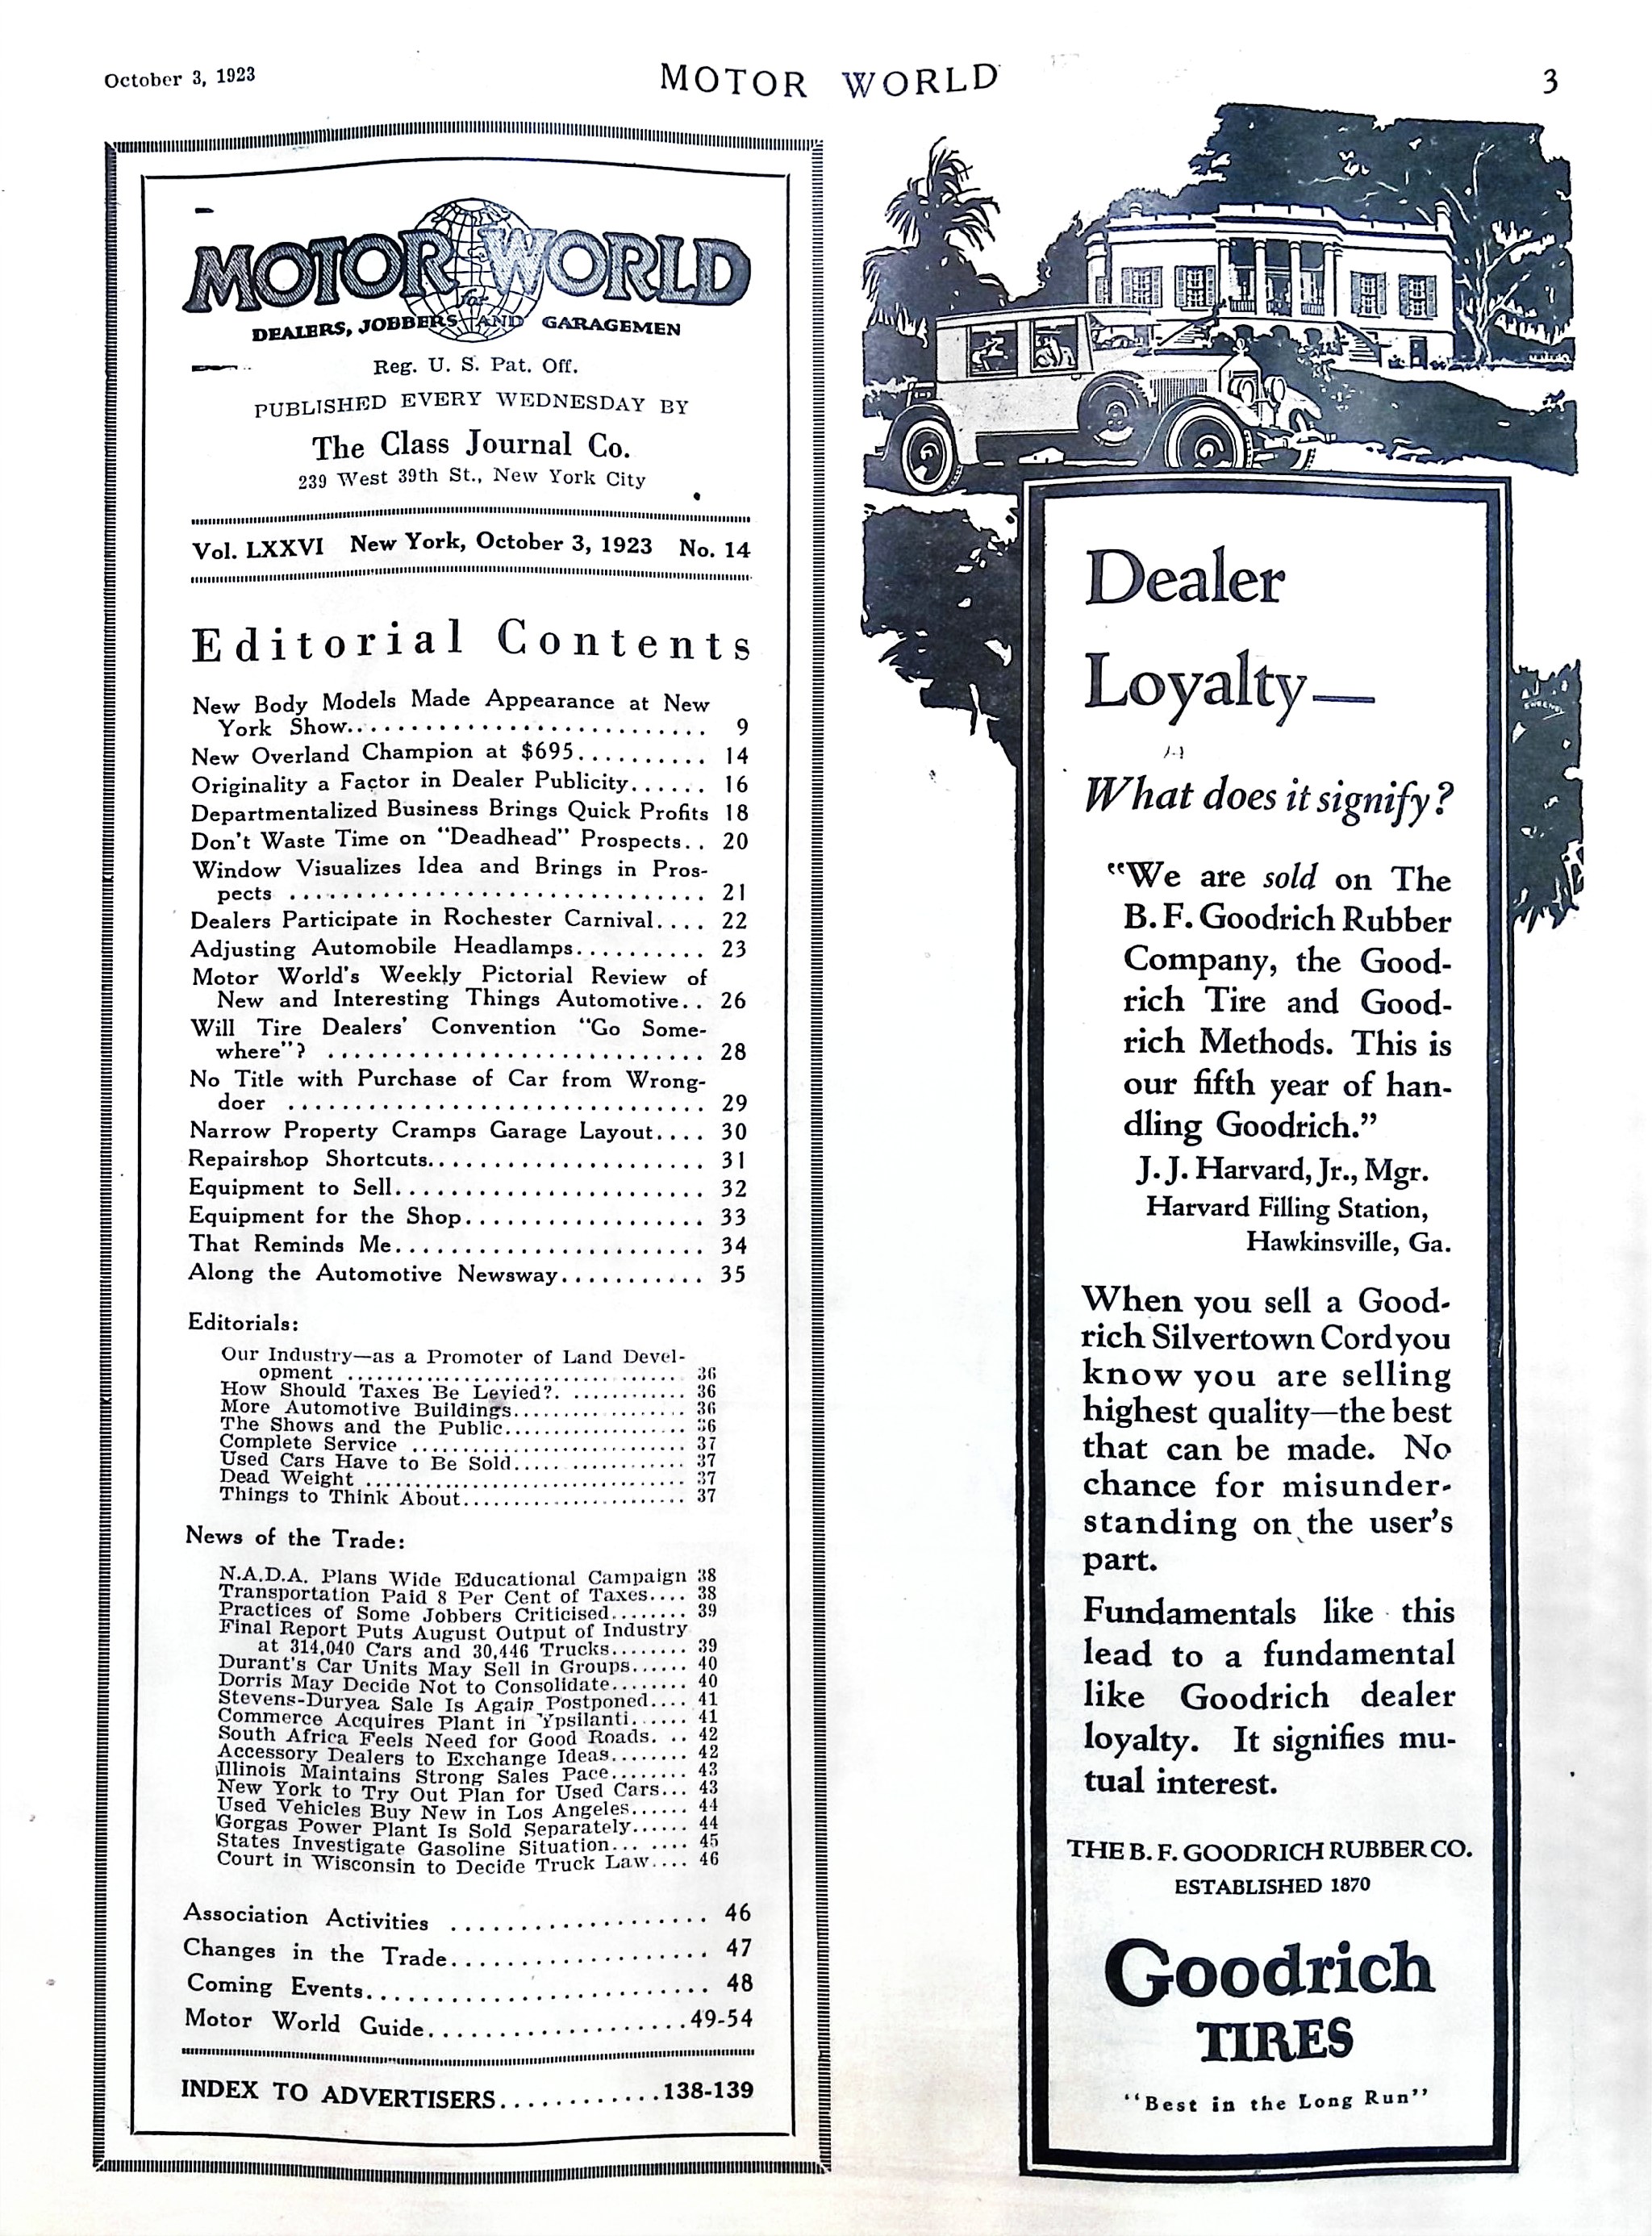 October 3, 1923
MOTOR WORLD
3
MOTOR WORLD
for
DEALERS, JOBBERS AND GARAGEMEN
Reg. U. S. Pat. Off.
PUBLISHED EVERY WEDNESDAY BY
The Class Journal Co.
239 West 39th St., New York City
Vol. LXXVI New York, October 3, 1923 No. 14
Editorial Contents
New Body Models Made Appearance at New
York Show............................ 9
New Overland Champion at $695.......... 14
Originality a Factor in Dealer Publicity...... 16
Departmentalized Business Brings Quick Profits 18
Don't Waste Time on "Deadhead" Prospects.. 20
Window Visualizes Idea and Brings in Pros-
pects ................................ 21
Dealers Participate in Rochester Carnival.... 22
Adjusting Automobile Headlamps.......... 23
Motor World's Weekly Pictorial Review of
New and Interesting Things Automotive.. 26
Will Tire Dealers' Convention "Go Some-
where"? ............................. 28
No Title with Purchase of Car from Wrong-
doer ................................ 29
Narrow Property Cramps Garage Layout.... 30
Repairshop Shortcuts..................... 31
Equipment to Sell........................ 32
Equipment for the Shop................... 33
That Reminds Me........................ 34
Along the Automotive Newsway........... 35
Editorials:
Our Industry—as a Promoter of Land Devel-
opment .................................. 36
How Should Taxes Be Levied?. ............ 36
More Automotive Buildings.................. 36
The Shows and the Public................... 36
Complete Service ............................ 37
Used Cars Have to Be Sold.................. 37
Dead Weight ................................. 37
Things to Think About....................... 37
News of the Trade:
N.A.D.A. Plans Wide Educational Campaign 38
Transportation Paid 8 Per Cent of Taxes.... 38
Practices of Some Jobbers Criticised........ 39
Final Report Puts August Output of Industry
at 314,040 Cars and 30,446 Trucks........ 39
Durant's Car Units May Sell in Groups...... 40
Dorris May Decide Not to Consolidate........ 40
Stevens-Duryea Sale Is Again Postponed.... 41
Commerce Acquires Plant in Ypsilanti...... 41
South Africa Feels Need for Good Roads. .. 42
Accessory Dealers to Exchange Ideas........ 42
Illinois Maintains Strong Sales Pace........ 43
New York to Try Out Plan for Used Cars... 43
Used Vehicles Buy New in Los Angeles...... 44
Gorgas Power Plant Is Sold Separately...... 44
States Investigate Gasoline Situation... .... 45
Court in Wisconsin to Decide Truck Law.... 46
Association Activities .................... 46
Changes in the Trade.................... 47
Coming Events.......................... 48
Motor World Guide....................49-54
INDEX TO ADVERTISERS............138-139
SWEENEY
Dealer
Loyalty—
What does it signify?
"We are sold on The
B. F. Goodrich Rubber
Company, the Good-
rich Tire and Good-
rich Methods. This is
our fifth year of han-
dling Goodrich."
J. J. Harvard, Jr., Mgr.
Harvard Filling Station,
Hawkinsville, Ga.
When you sell a Good-
rich Silvertown Cord you
know you are selling
highest quality—the best
that can be made. No
chance for misunder-
standing on the user's
part.
Fundamentals like this
lead to a fundamental
like Goodrich dealer
loyalty. It signifies mu-
tual interest.
THE B. F. GOODRICH RUBBER CO.
ESTABLISHED 1870
Goodrich
TIRES
"Best in the Long Run"